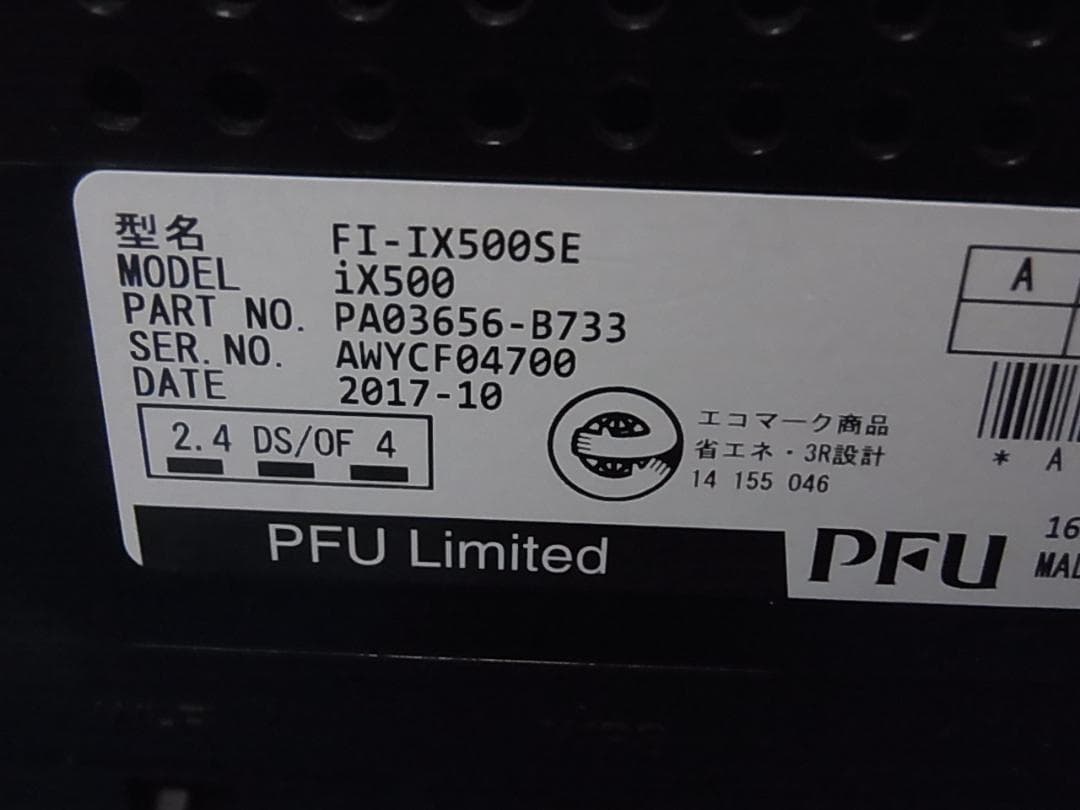 型名 FI-IX500SE
MODEL iX500
PART NO. PA03656-B733
SER. NO. AWYCF04700
DATE 2017-10
2.4 DS/OF 4
エコマーク商品
省エネ・3R設計
14 155 046
A
* A
PFU Limited
PFU
16
MAD